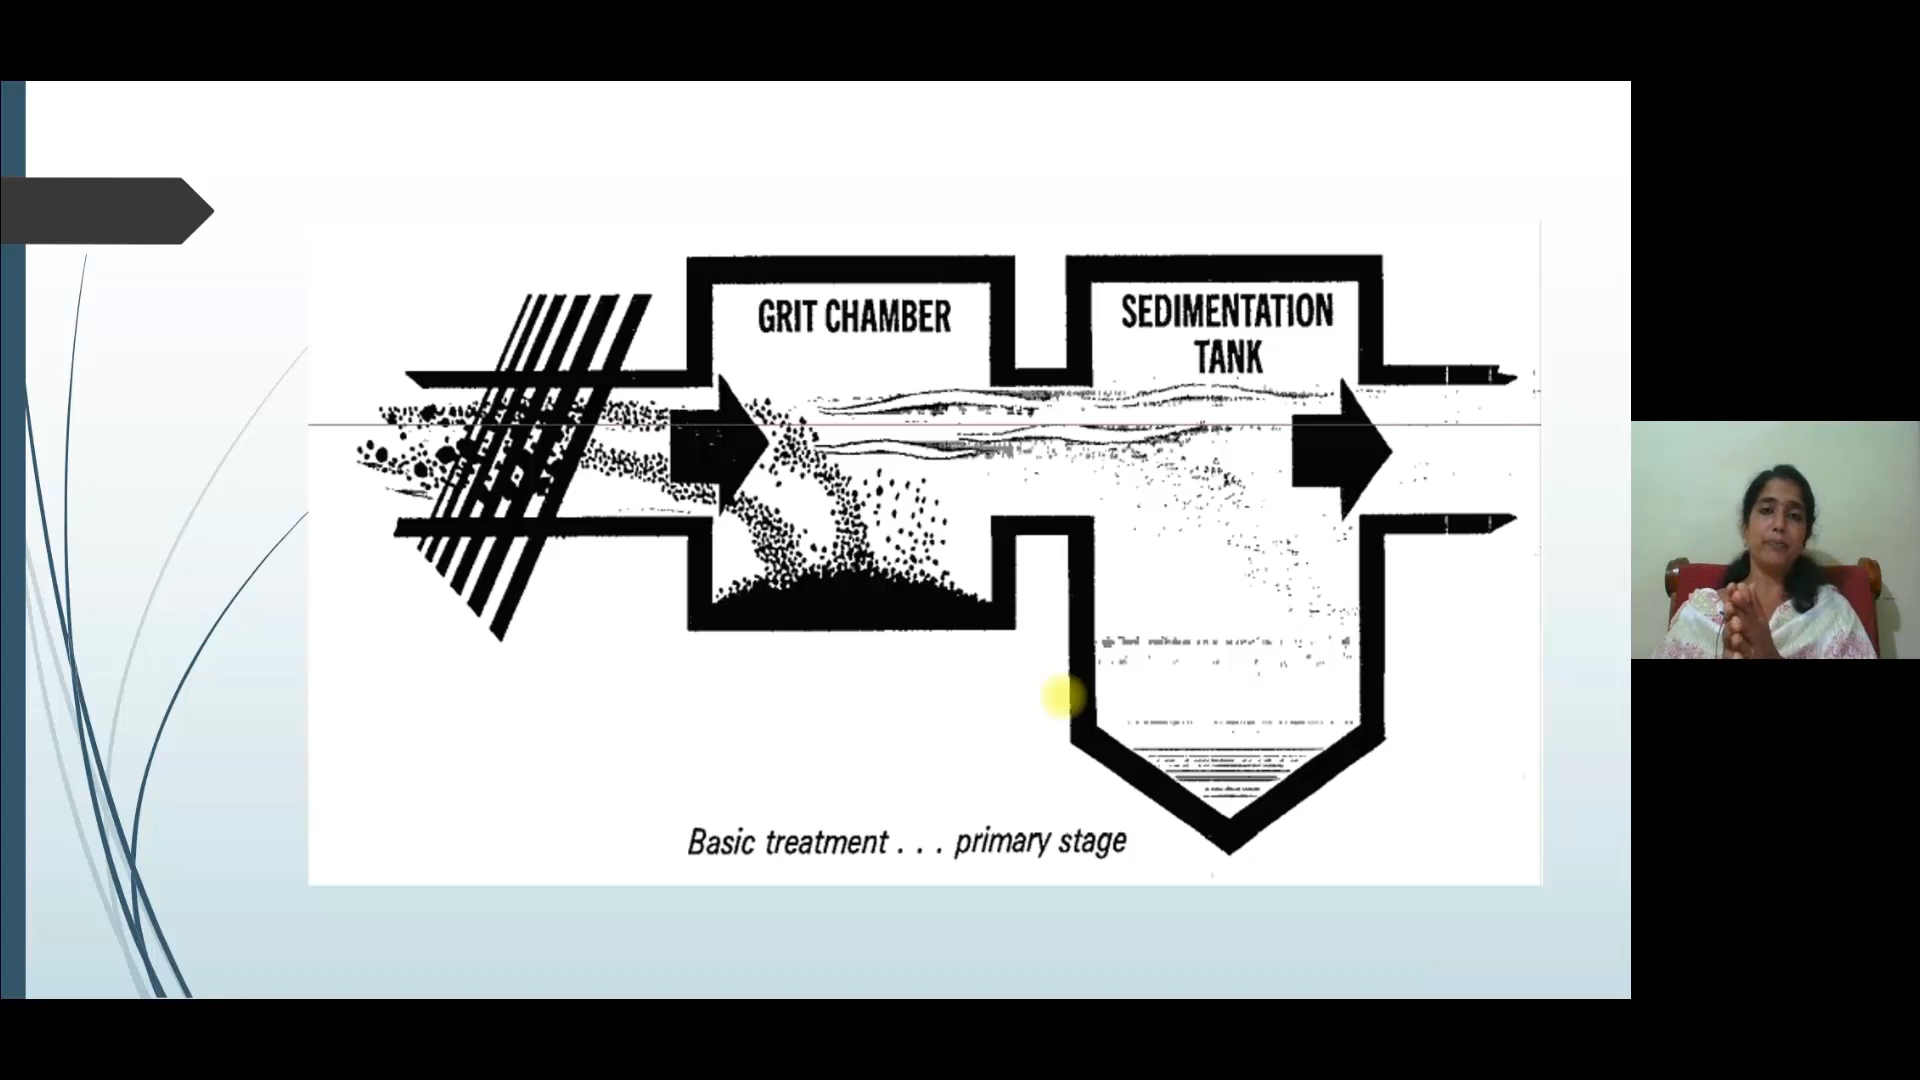 GRIT CHAMBER
SEDIMENTATION
TANK
Basic treatment . . . primary stage